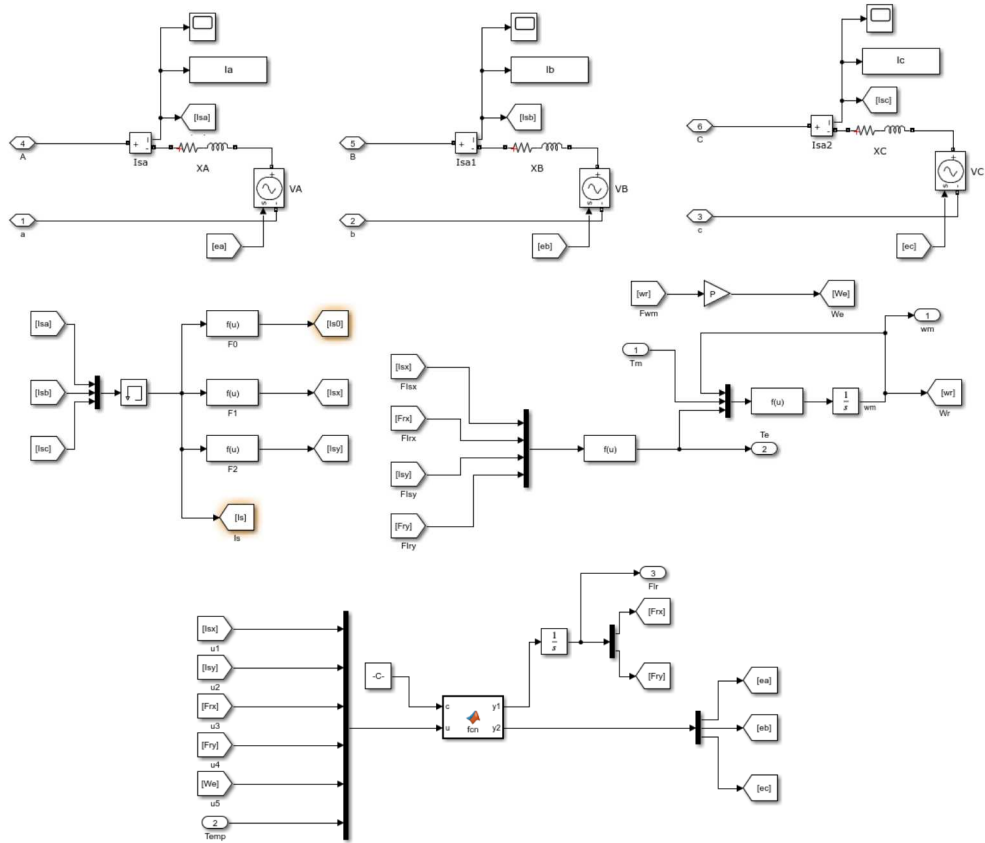 Ia
[Isa]
4
A
+
i
-
Isa
XA
+
s
-
VA
1
a
[ea]
Ib
[Isb]
5
B
+
i
-
Isa1
XB
+
s
-
VB
2
b
[eb]
Ic
[Isc]
6
C
+
i
-
Isa2
XC
+
s
-
VC
3
c
[ec]
[wr]
Fwm
P
[We]
We
[Isa]
[Isb]
[Isc]
f(u)
F0
[Is0]
f(u)
F1
[Isx]
f(u)
F2
[Isy]
[Is]
Is
[Isx]
FIsx
[Frx]
FIrx
[Isy]
FIsy
[Fry]
FIry
f(u)
1
Tm
f(u)
1
s
wm
1
wm
[wr]
Wr
Te
2
[Isx]
u1
[Isy]
u2
[Frx]
u3
[Fry]
u4
[We]
u5
2
Temp
-C-
c
u
fcn
y1
y2
1
s
3
FIr
[Frx]
[Fry]
[ea]
[eb]
[ec]